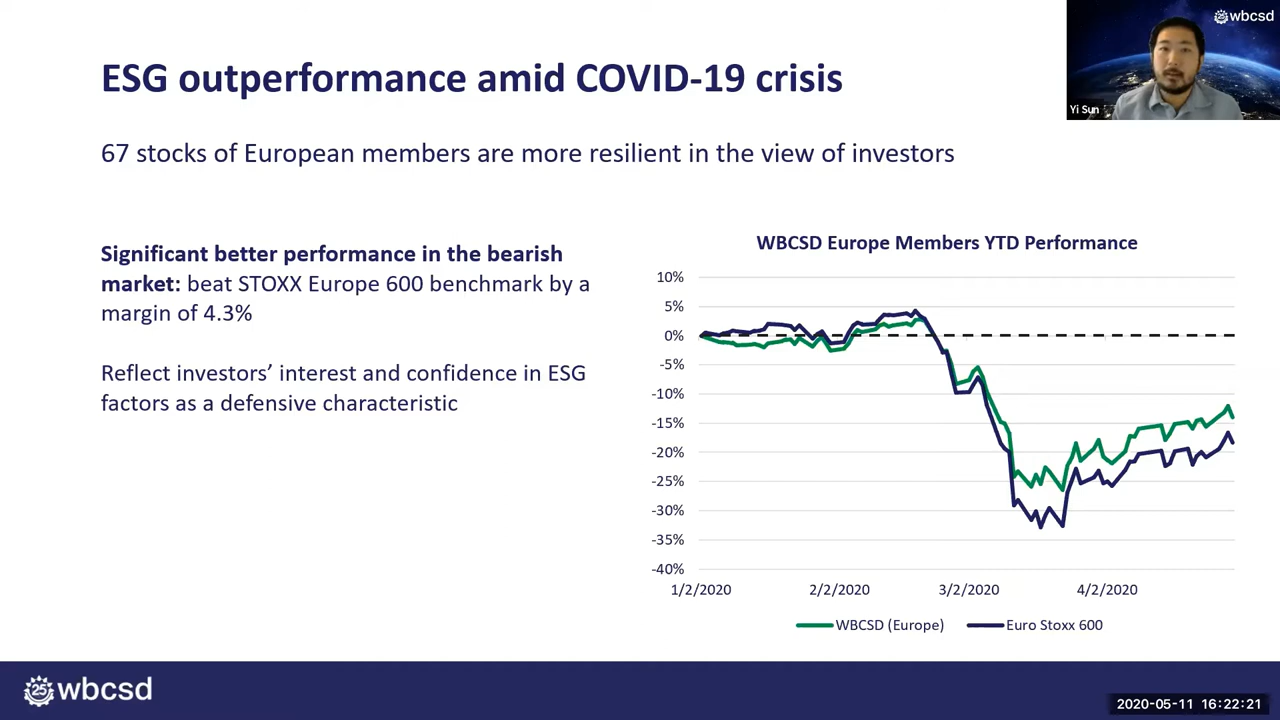 wbcsd
Yi Sun
ESG outperformance amid COVID-19 crisis
67 stocks of European members are more resilient in the view of investors
Significant better performance in the bearish
market: beat STOXX Europe 600 benchmark by a
margin of 4.3%
Reflect investors’ interest and confidence in ESG
factors as a defensive characteristic
WBCSD Europe Members YTD Performance
10%
5%
0%
-5%
-10%
-15%
-20%
-25%
-30%
-35%
-40%
1/2/2020 2/2/2020 3/2/2020 4/2/2020
WBCSD (Europe) Euro Stoxx 600
25 wbcsd
2020-05-11 16:22:21